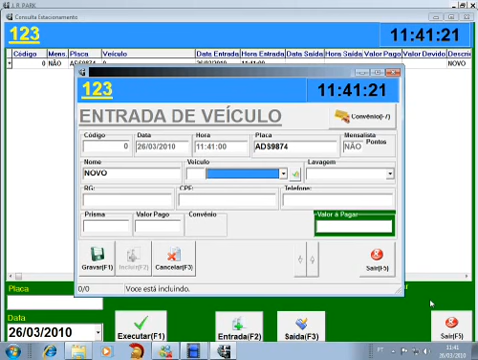 J.R. PARK
Consulta Estacionamento
123 11:41:21
Código Mens. Placa Veículo Data Entrada Hora Entrada Data Saída Hora Saída Valor Pago Valor Devido Descriç
0 NÃO ADS9874 0 26/03/2010 11:41:00 NOVO
123 11:41:21
ENTRADA DE VEÍCULO Convênio(F7)
Código Data Hora Placa Mensalista
0 26/03/2010 11:41:00 ADS9874 NÃO Pontos
Nome Veículo Lavagem
NOVO
RG: CPF: Telefone:
Prisma Valor Pago Convênio Valor à Pagar
Gravar(F1) Incluir(F2) Cancelar(F3) Sair(F5)
0/0 Voce está incluindo.
Placa
Data
26/03/2010 Executar(F1) Entrada(F2) Saída(F3) Sair(F5)
PT 11:41
26/03/2010